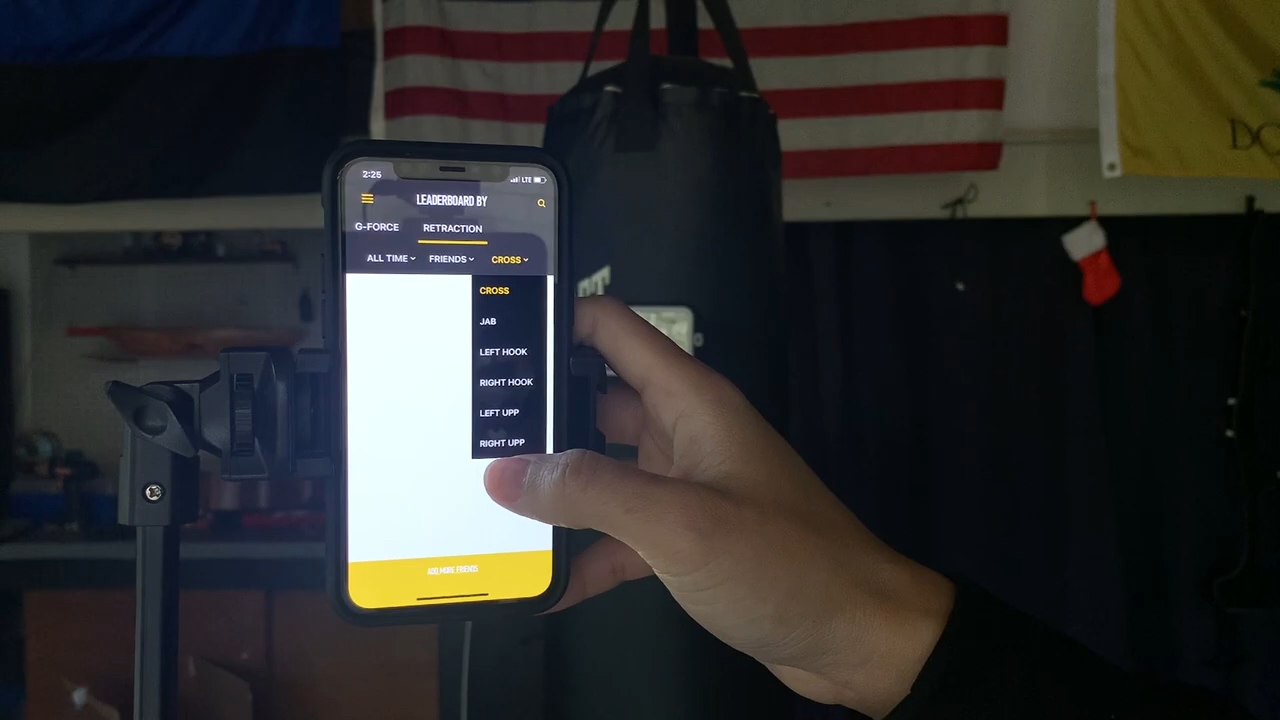 2:25
LTE
LEADERBOARD BY
G-FORCE
RETRACTION
ALL TIME
FRIENDS
CROSS
CROSS
JAB
LEFT HOOK
RIGHT HOOK
LEFT UPP
RIGHT UPP
ADD MORE FRIENDS